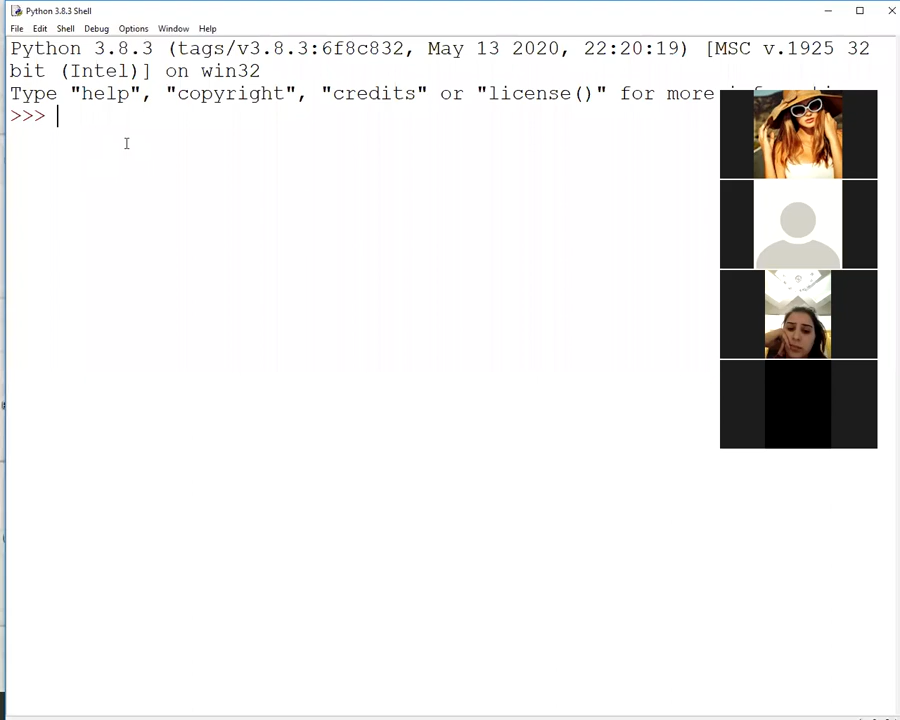 Python 3.8.3 Shell
File Edit Shell Debug Options Window Help
Python 3.8.3 (tags/v3.8.3:6f8c832, May 13 2020, 22:20:19) [MSC v.1925 32
bit (Intel)] on win32
Type "help", "copyright", "credits" or "license()" for more
>>>